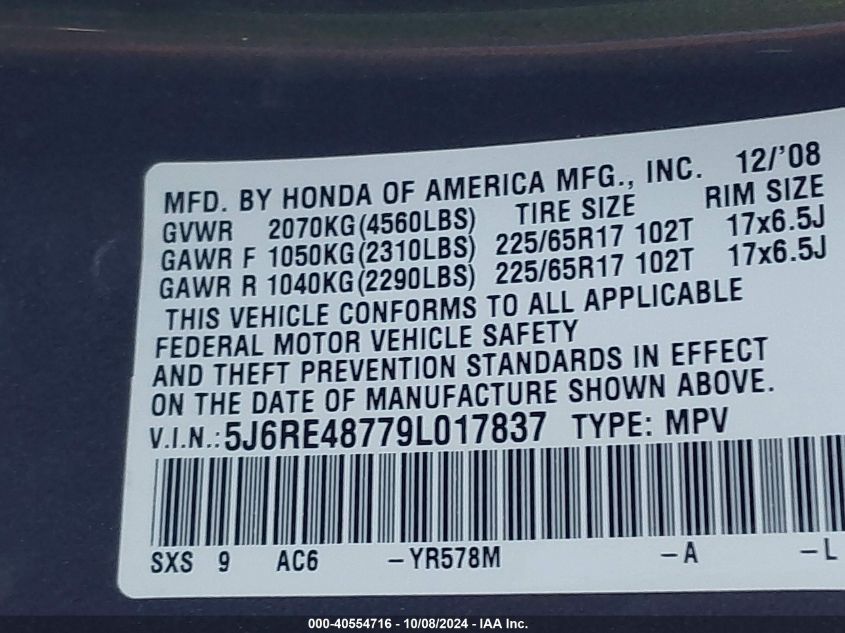 MFD. BY HONDA OF AMERICA MFG., INC. 12/'08
GVWR 2070KG(4560LBS) TIRE SIZE RIM SIZE
GAWR F 1050KG(2310LBS) 225/65R17 102T 17x6.5J
GAWR R 1040KG(2290LBS) 225/65R17 102T 17x6.5J
THIS VEHICLE CONFORMS TO ALL APPLICABLE
FEDERAL MOTOR VEHICLE SAFETY
AND THEFT PREVENTION STANDARDS IN EFFECT
ON THE DATE OF MANUFACTURE SHOWN ABOVE.
V.I.N.: 5J6RE48779L017837 TYPE: MPV
SXS 9 AC6 -YR578M -A -L
000-40554716 - 10/08/2024 - IAA Inc.